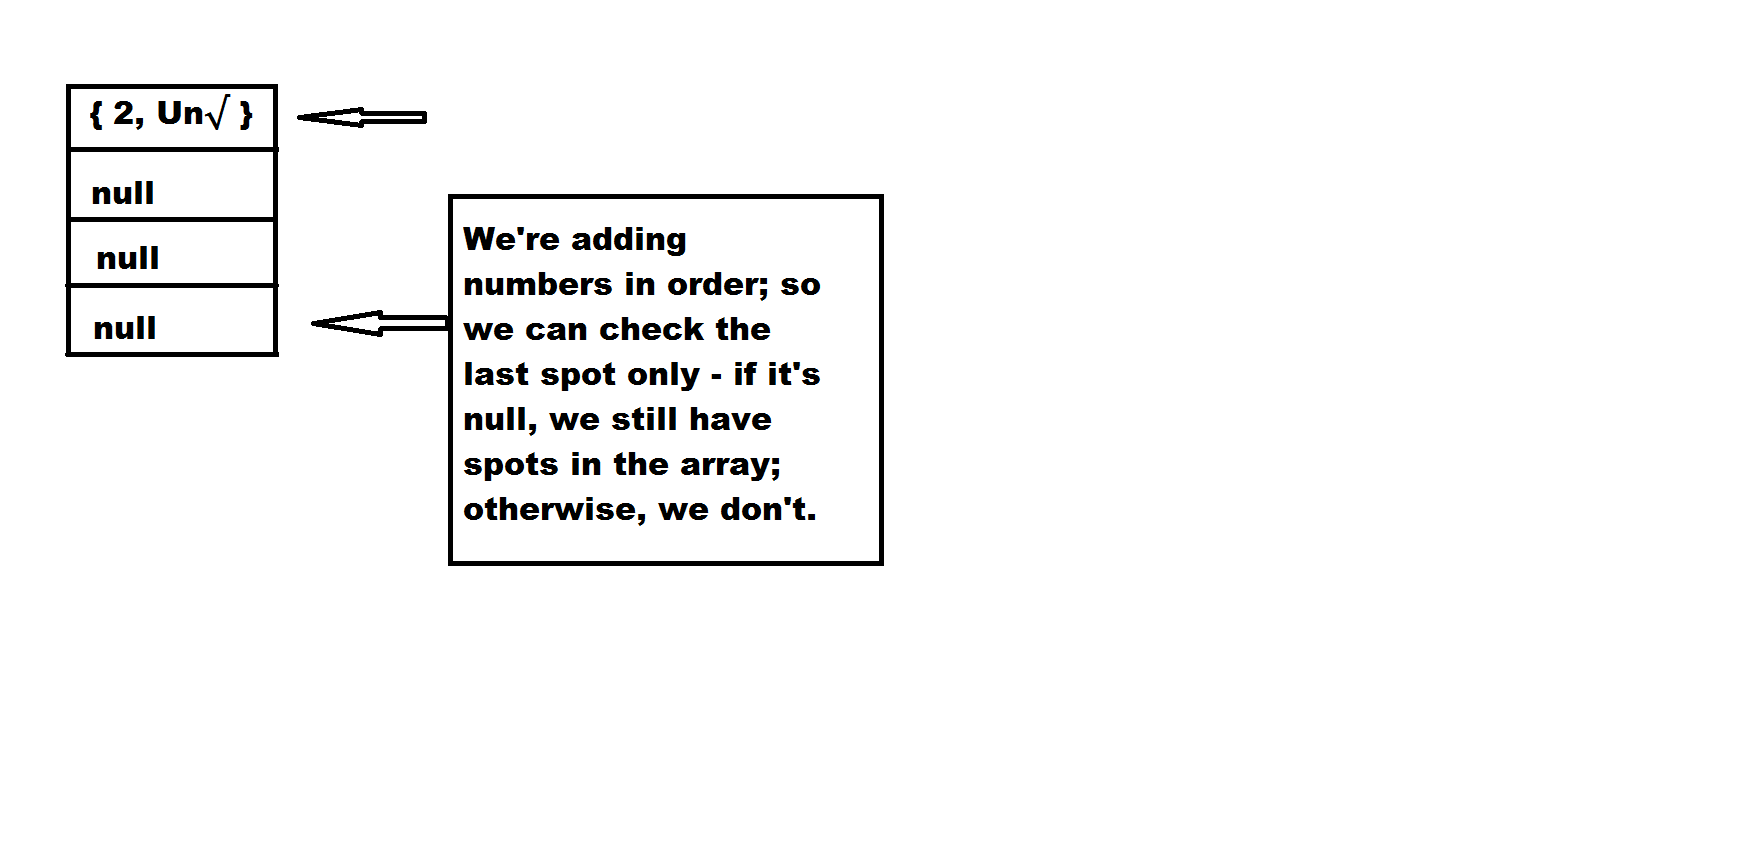 { 2, Un√ }
null
null
null
We're adding
numbers in order; so
we can check the
last spot only - if it's
null, we still have
spots in the array;
otherwise, we don't.